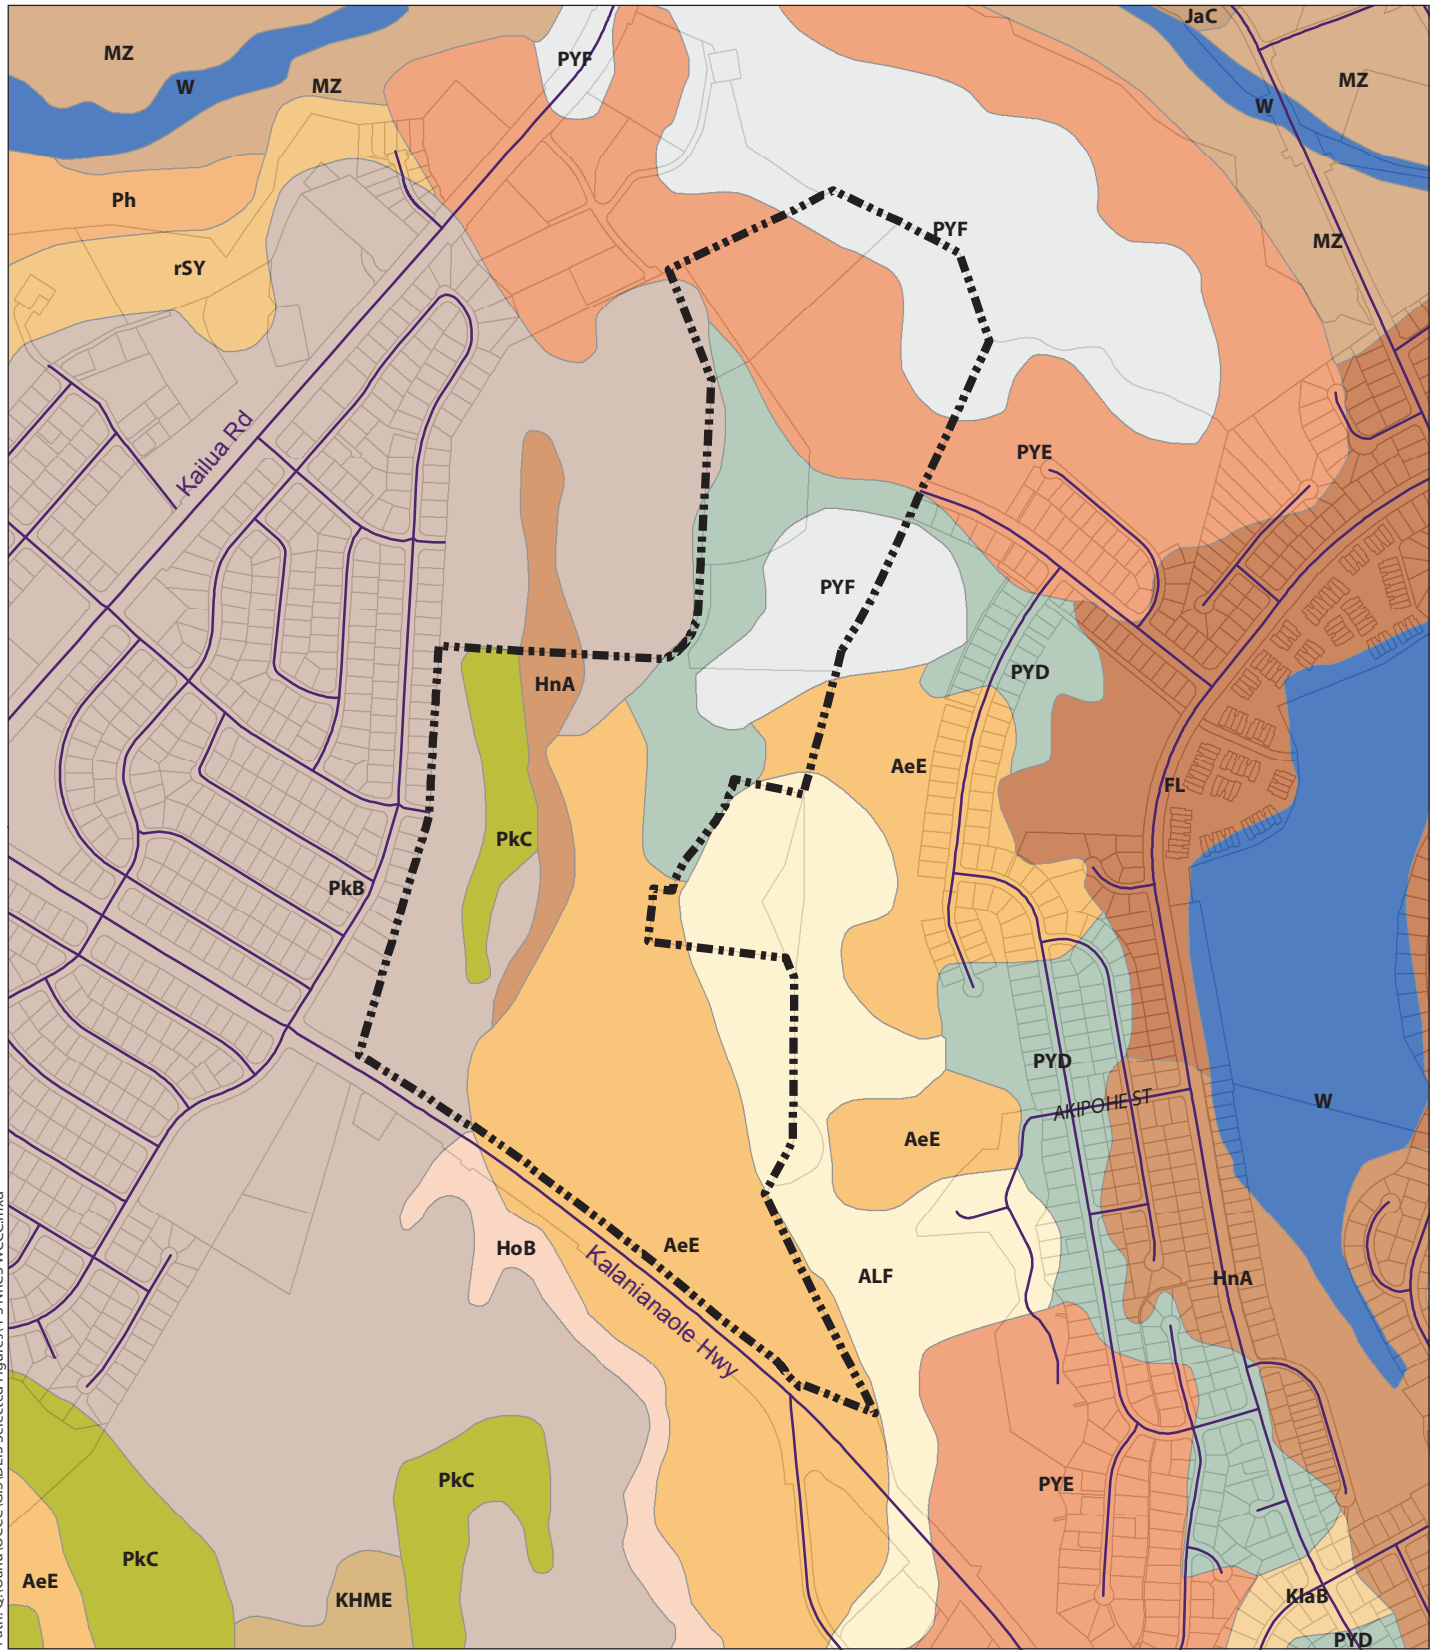 JaC
MZ
PYF
MZ
W
MZ
W
Ph
PYF
MZ
rSY
Kailua Rd
PYE
PYF
PYD
HnA
AeE
FL
PkC
PkB
PYD
AKIPOHE ST
W
AeE
AeE
HoB
ALF
HnA
Kalanianaole Hwy
PkC
PYE
PkC
AeE
KHME
KlaB
PYD